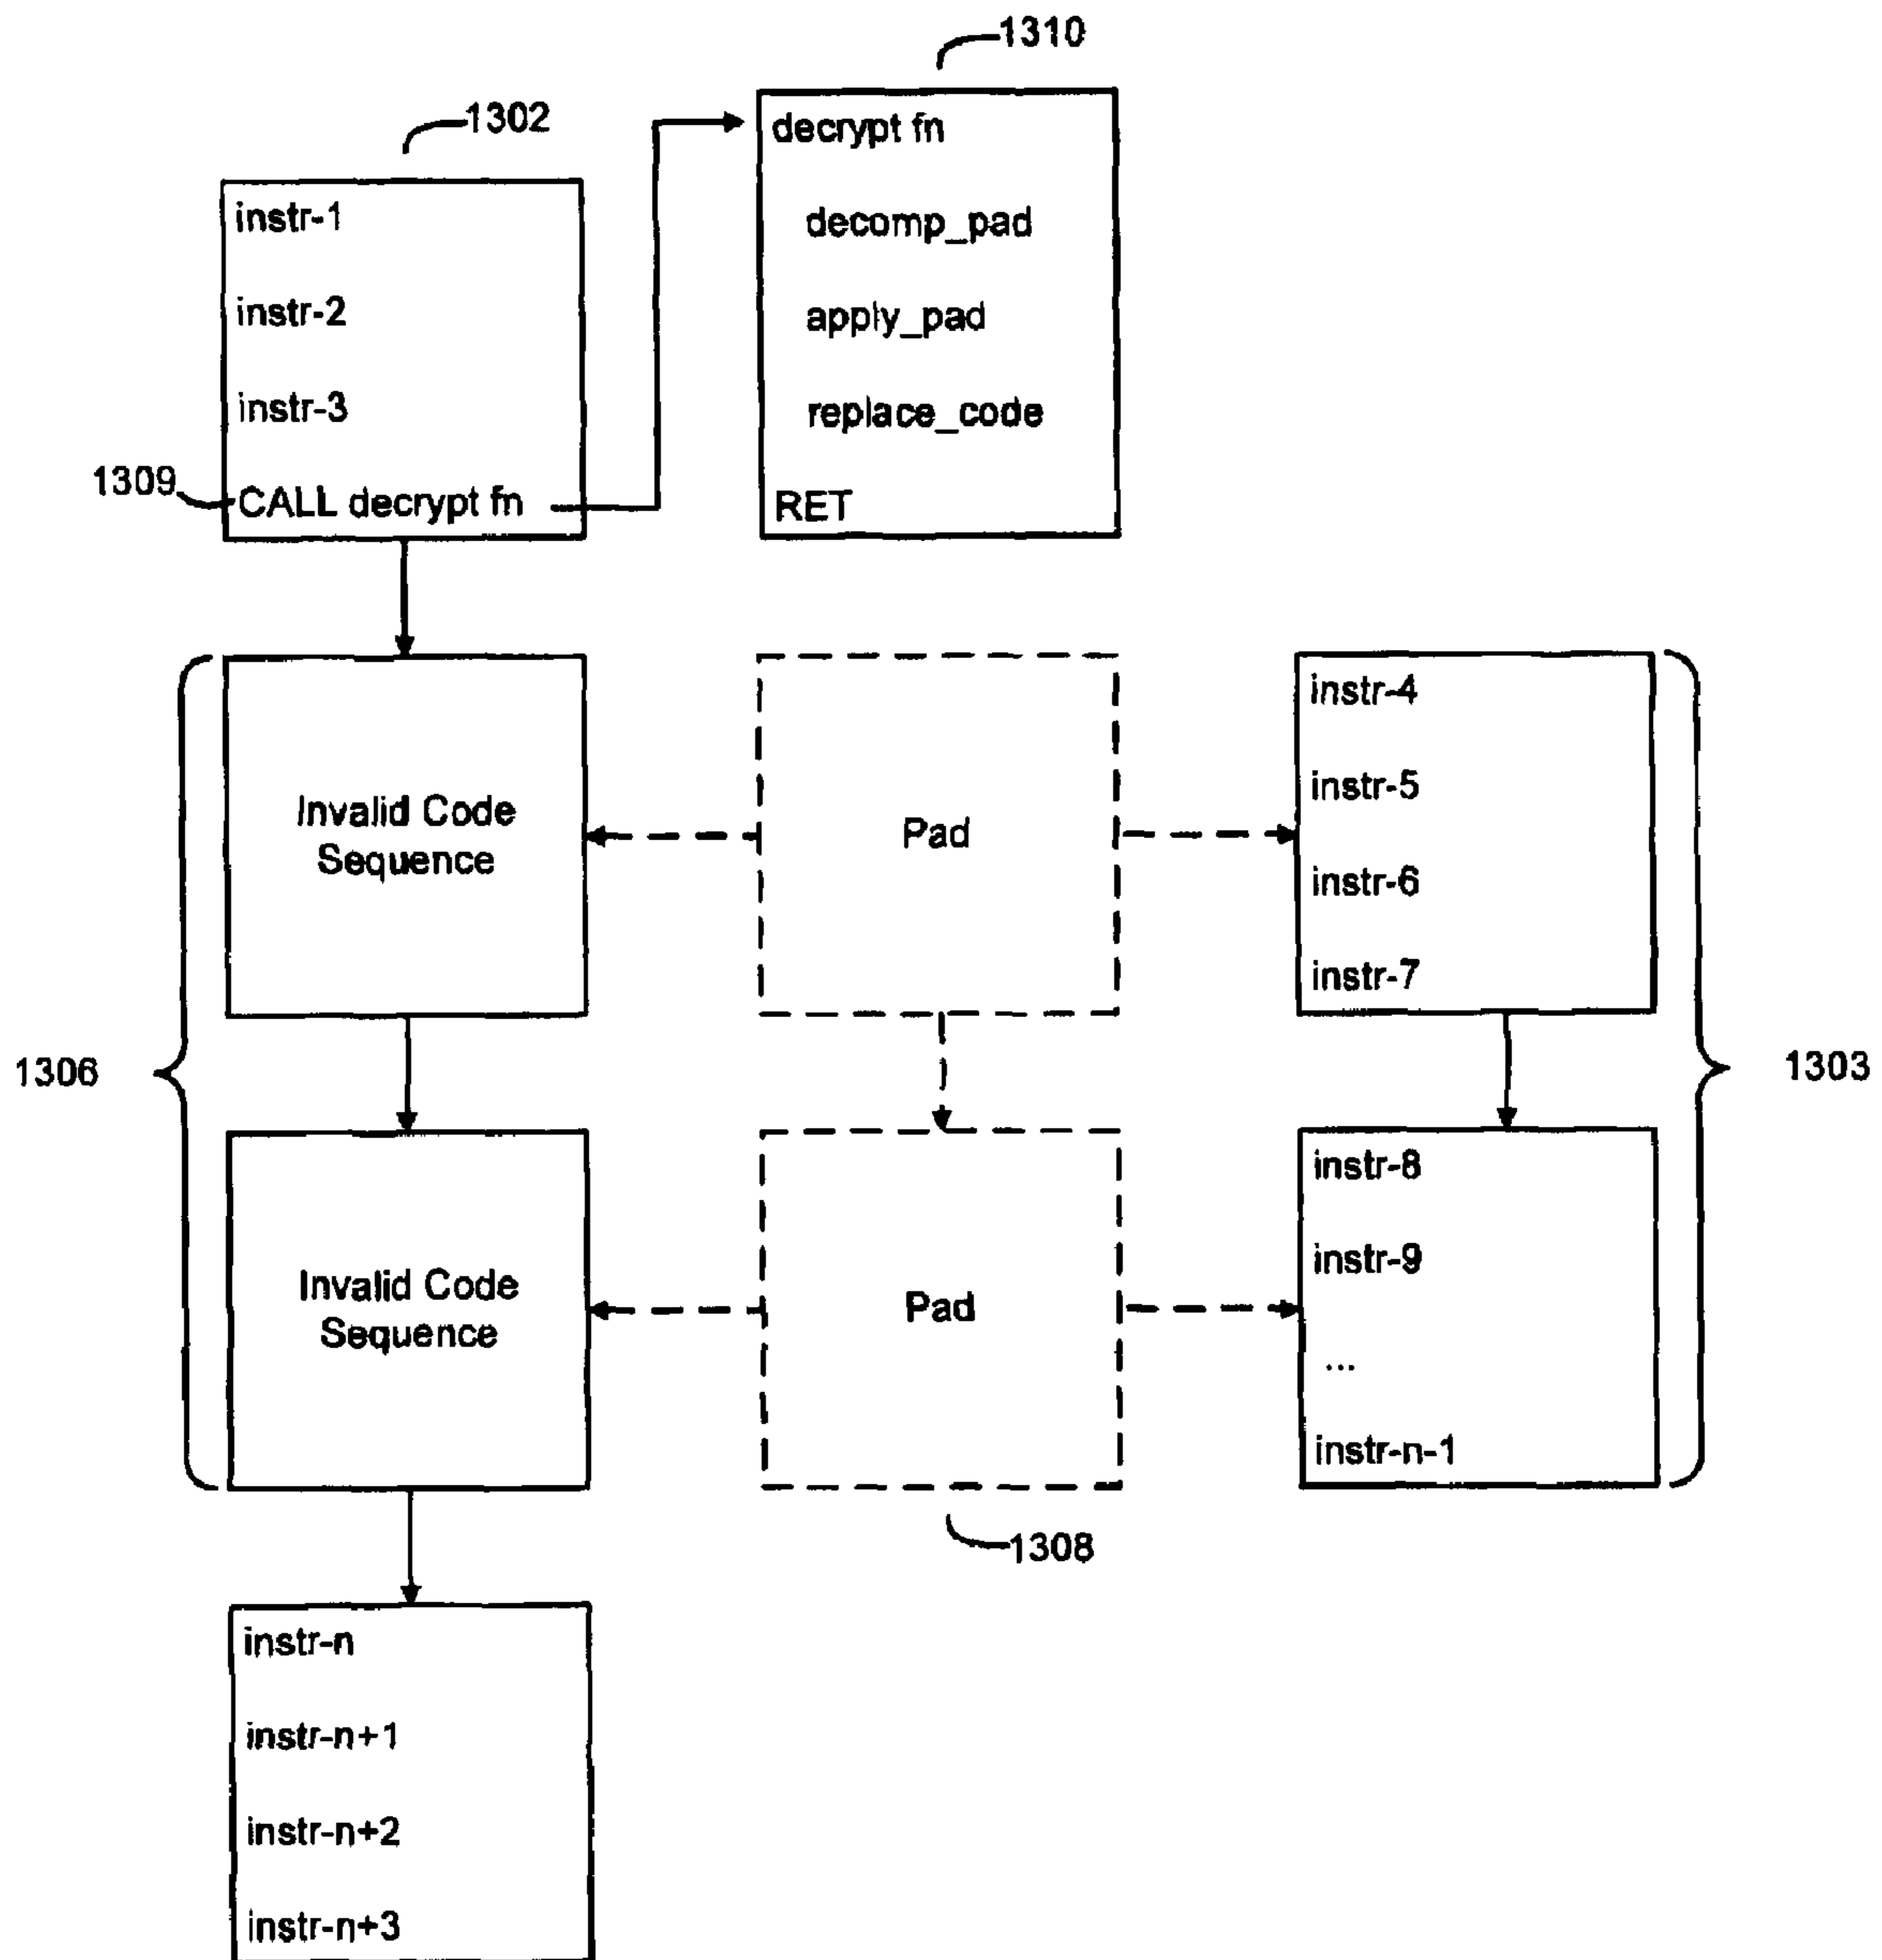 1310
1302
decrypt fn
decomp_pad
apply_pad
replace_code
RET
instr-1
instr-2
instr-3
1309
CALL decrypt fn
Invalid Code
Sequence
Pad
instr-4
instr-5
instr-6
instr-7
1306
1303
Invalid Code
Sequence
Pad
instr-8
instr-9
...
instr-n-1
1308
instr-n
instr-n+1
instr-n+2
instr-n+3